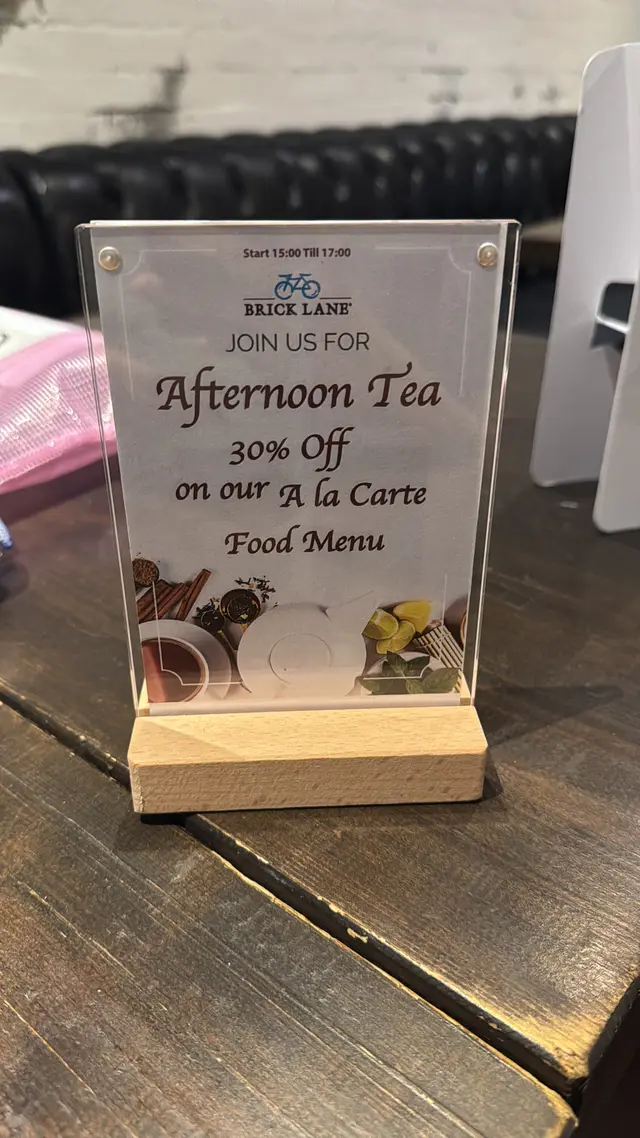 Start 15:00 Till 17:00
BRICK LANE
JOIN US FOR
Afternoon Tea
30% Off
on our A la Carte
Food Menu